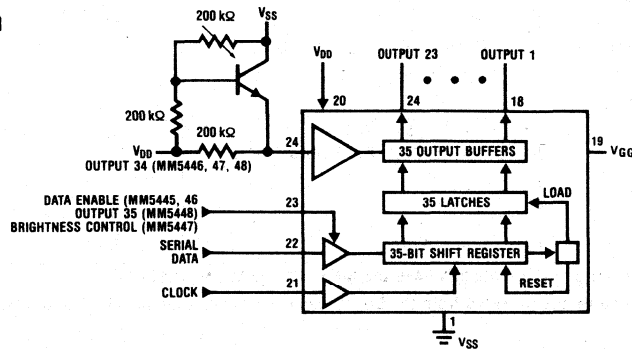 200 kΩ
VSS
200 kΩ
200 kΩ
VDD
OUTPUT 34 (MM5446, 47, 48)
VDD
OUTPUT 23
OUTPUT 1
20
24
18
24
35 OUTPUT BUFFERS
19
VGG
DATA ENABLE (MM5445, 46
OUTPUT 35 (MM5448)
BRIGHTNESS CONTROL (MM5447)
23
35 LATCHES
LOAD
SERIAL
DATA
22
35-BIT SHIFT REGISTER
CLOCK
21
RESET
1
VSS